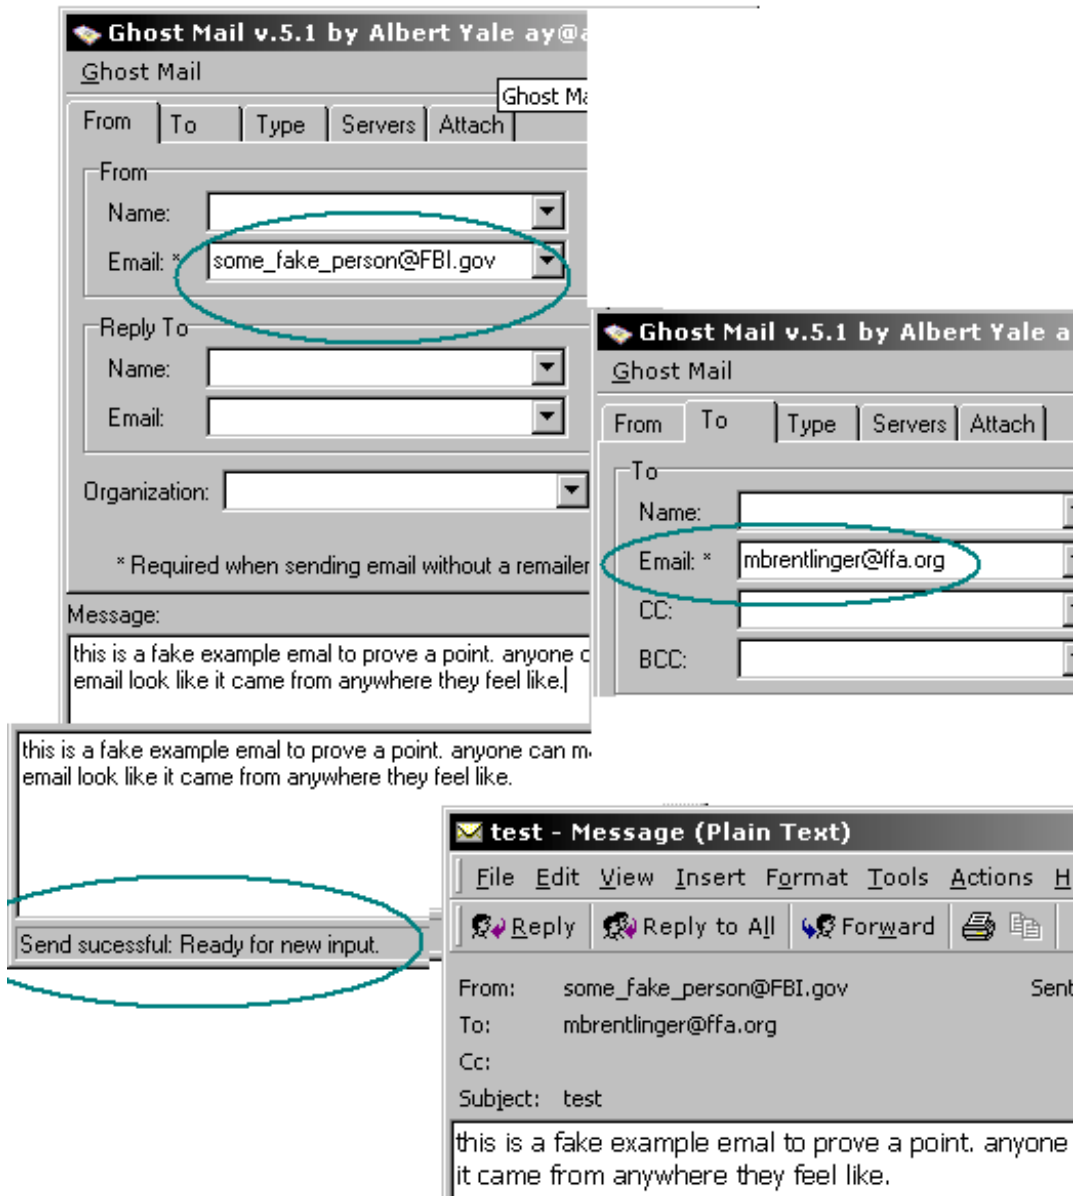 Ghost Mail v.5.1 by Albert Yale ay@
Ghost Mail
Ghost
From To Type Servers Attach
From
Name:
Email: * some_fake_person@FBI.gov
Reply To
Name:
Email:
Organization:
* Required when sending email without a remailer
Message:
this is a fake example emal to prove a point. anyone
email look like it came from anywhere they feel like.
Ghost Mail v.5.1 by Albert Yale a
Ghost Mail
From To Type Servers Attach
To
Name:
Email: * mbrentlinger@ffa.org
CC:
BCC:
this is a fake example emal to prove a point. anyone can
email look like it came from anywhere they feel like.
Send sucessful: Ready for new input.
test - Message (Plain Text)
File Edit View Insert Format Tools Actions H
Reply Reply to All Forward
From: some_fake_person@FBI.gov Sent
To: mbrentlinger@ffa.org
Cc:
Subject: test
this is a fake example emal to prove a point. anyone
it came from anywhere they feel like.